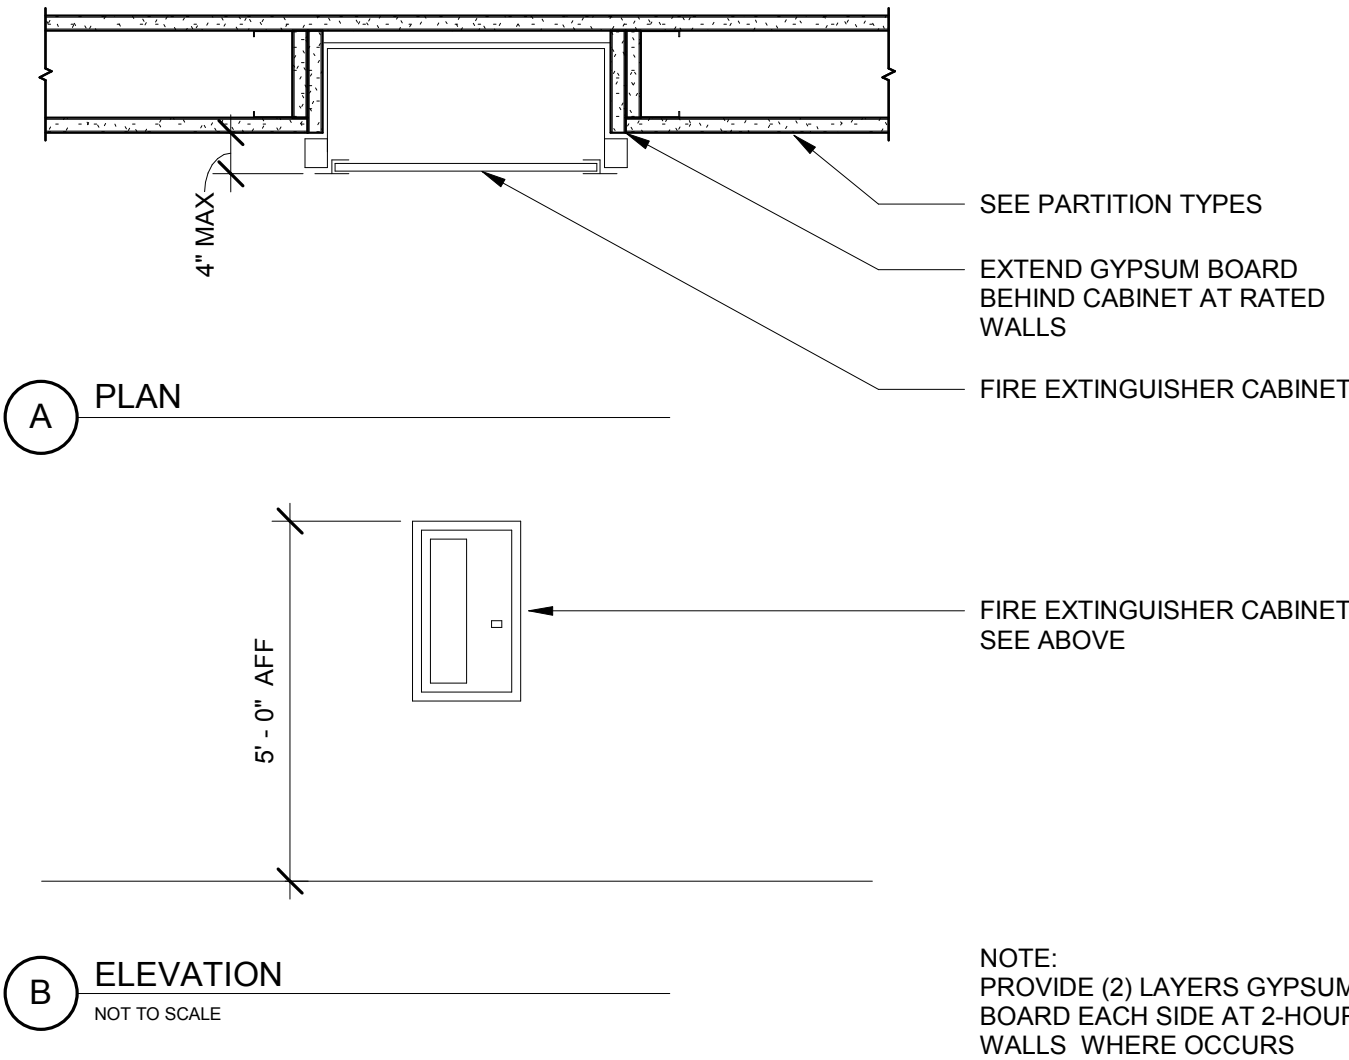 SEE PARTITION TYPES
4" MAX
EXTEND GYPSUM BOARD
BEHIND CABINET AT RATED
WALLS
FIRE EXTINGUISHER CABINET
A
PLAN
FIRE EXTINGUISHER CABINET
SEE ABOVE
5' - 0" AFF
B
ELEVATION
NOT TO SCALE
NOTE:
PROVIDE (2) LAYERS GYPSUM
BOARD EACH SIDE AT 2-HOUR
WALLS WHERE OCCURS